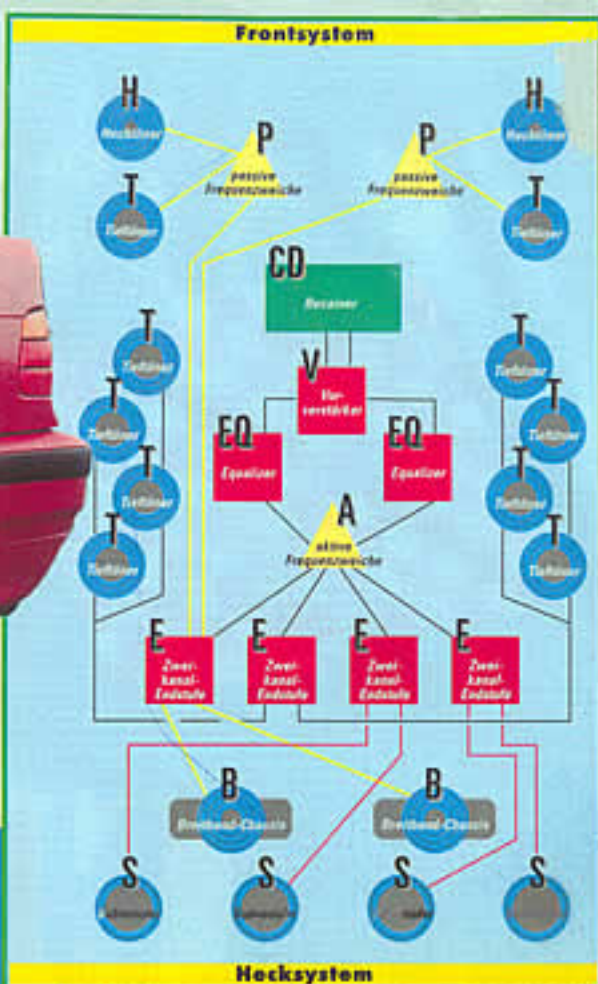 Frontsystem
H
Hochtöner
P
passive
Frequenzweiche
P
passive
Frequenzweiche
H
Hochtöner
T
Tieftöner
T
Tieftöner
CD
Receiver
T
Tieftöner
V
Vor-
verstärker
T
Tieftöner
T
Tieftöner
EQ
Equalizer
EQ
Equalizer
T
Tieftöner
T
Tieftöner
A
aktive
Frequenzweiche
T
Tieftöner
T
Tieftöner
T
Tieftöner
E
Zwei-
kanal-
Endstufe
E
Zwei-
kanal-
Endstufe
E
Zwei-
kanal-
Endstufe
E
Zwei-
kanal-
Endstufe
B
Breitband-Chassis
B
Breitband-Chassis
S
S
S
S
Hecksystem